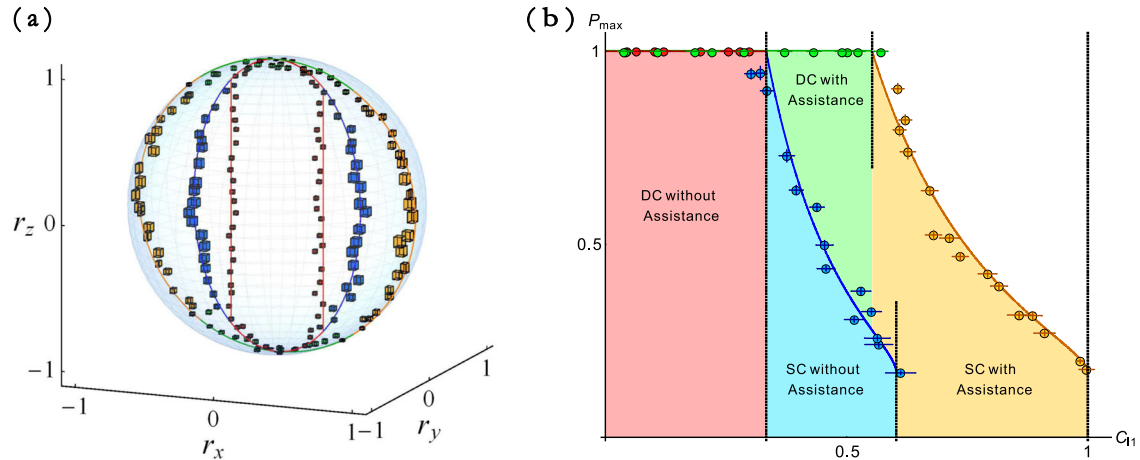 (a)
1
r_z 0
−1
−1
0
1
r_x
−1
0
1
r_y
(b)
P_max
1
DC with
Assistance
DC without
Assistance
0.5
SC without
Assistance
SC with
Assistance
0.5
1
C_l1